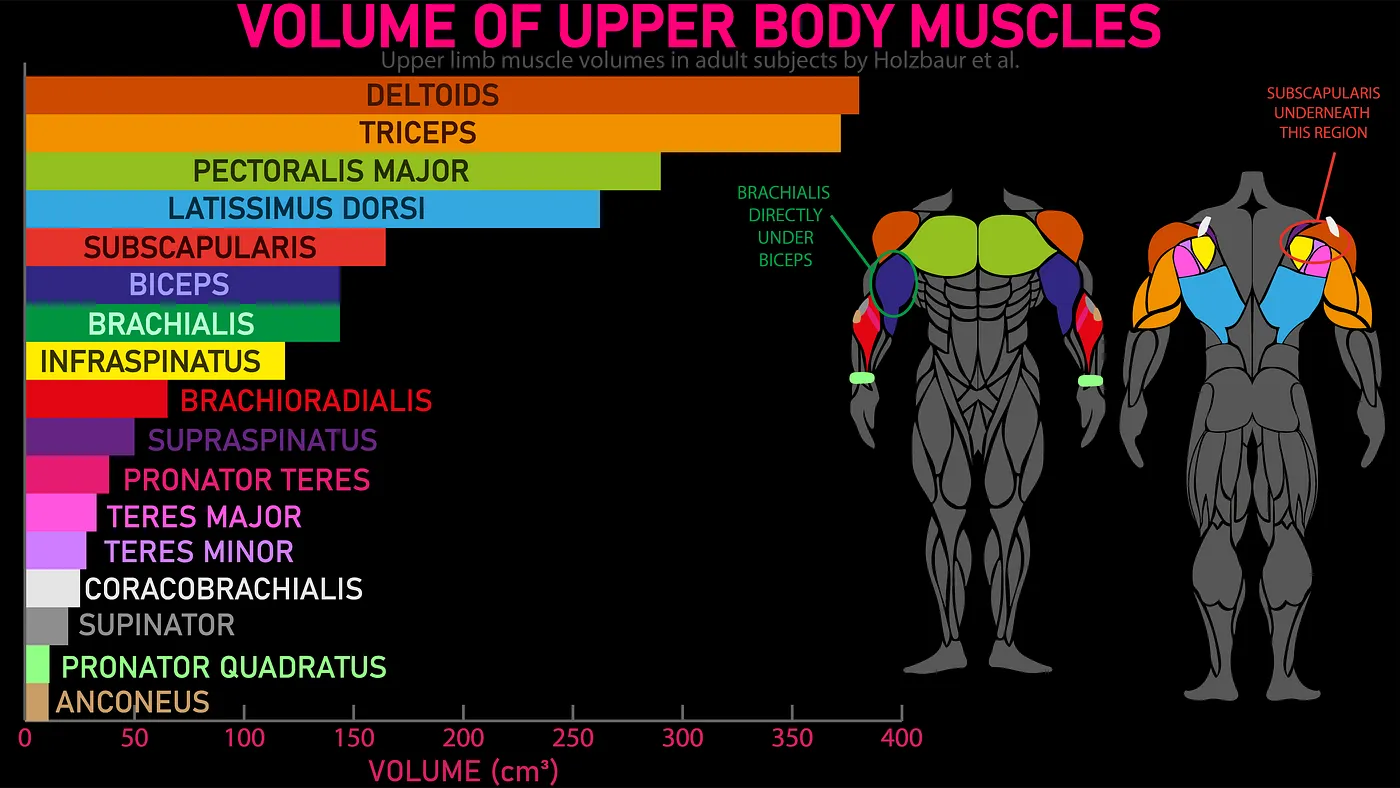 VOLUME OF UPPER BODY MUSCLES
Upper limb muscle volumes in adult subjects by Holzbaur et al.
DELTOIDS
TRICEPS
PECTORALIS MAJOR
LATISSIMUS DORSI
SUBSCAPULARIS
BICEPS
BRACHIALIS
INFRASPINATUS
BRACHIORADIALIS
SUPRASPINATUS
PRONATOR TERES
TERES MAJOR
TERES MINOR
CORACOBRACHIALIS
SUPINATOR
PRONATOR QUADRATUS
ANCONEUS
0 50 100 150 200 250 300 350 400
VOLUME (cm³)
BRACHIALIS
DIRECTLY
UNDER
BICEPS
SUBSCAPULARIS
UNDERNEATH
THIS REGION